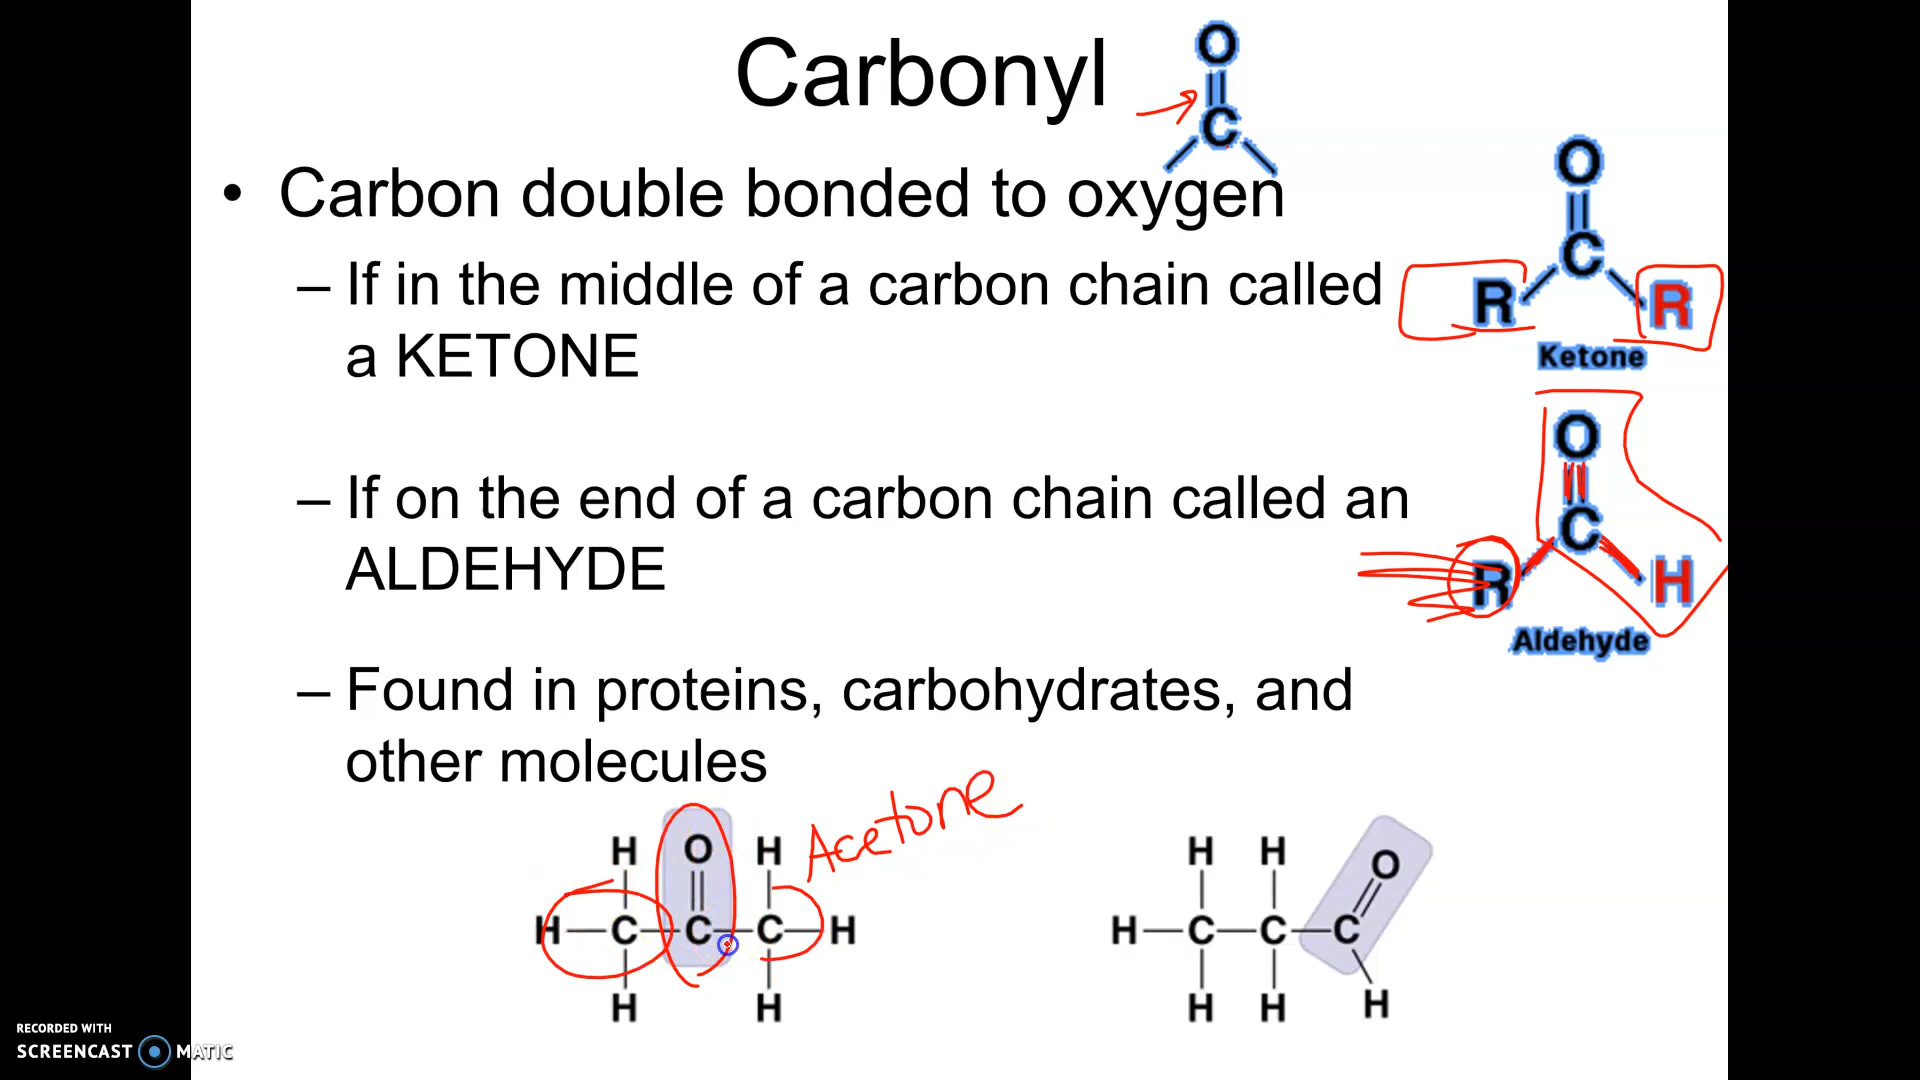 Carbonyl
O
C
• Carbon double bonded to oxygen
– If in the middle of a carbon chain called
a KETONE
O
C
R R
Ketone
– If on the end of a carbon chain called an
ALDEHYDE
O
C
R H
Aldehyde
– Found in proteins, carbohydrates, and
other molecules
Acetone
H O H
H C C C H
H H
H H O
H C C C
H H H
RECORDED WITH
SCREENCAST MATIC